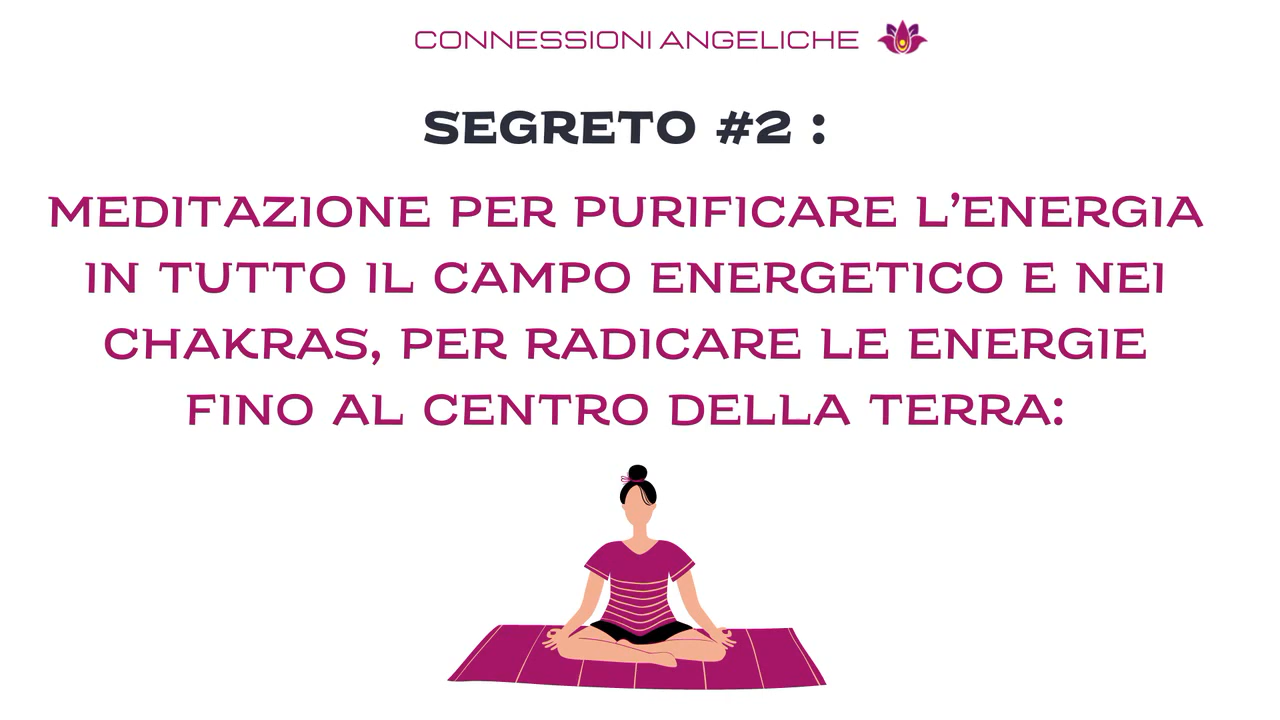 CONNESSIONI ANGELICHE
SEGRETO #2 :
MEDITAZIONE PER PURIFICARE L'ENERGIA
IN TUTTO IL CAMPO ENERGETICO E NEI
CHAKRAS, PER RADICARE LE ENERGIE
FINO AL CENTRO DELLA TERRA: